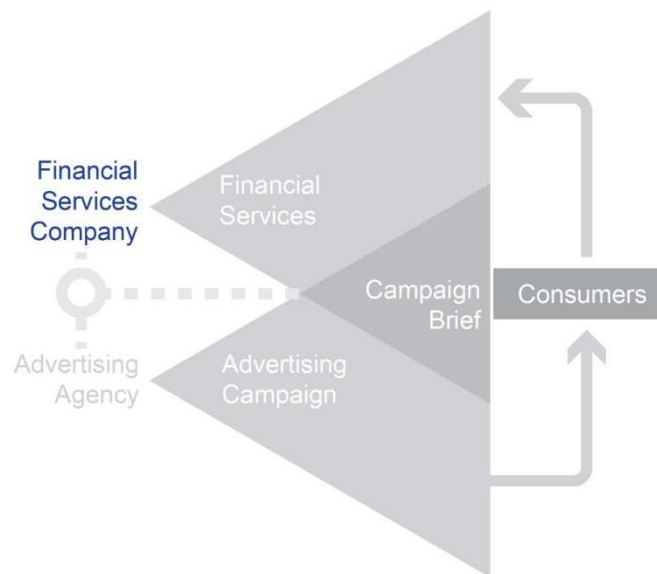 Financial
Services
Company
Financial
Services
Campaign
Brief
Consumers
Advertising
Agency
Advertising
Campaign